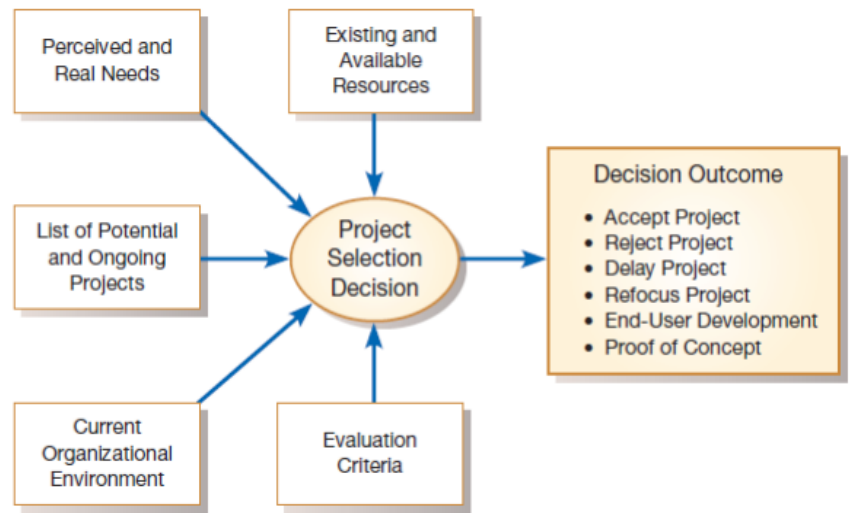 Perceived and
Real Needs
Existing and
Available
Resources
List of Potential
and Ongoing
Projects
Project
Selection
Decision
Decision Outcome
• Accept Project
• Reject Project
• Delay Project
• Refocus Project
• End-User Development
• Proof of Concept
Current
Organizational
Environment
Evaluation
Criteria